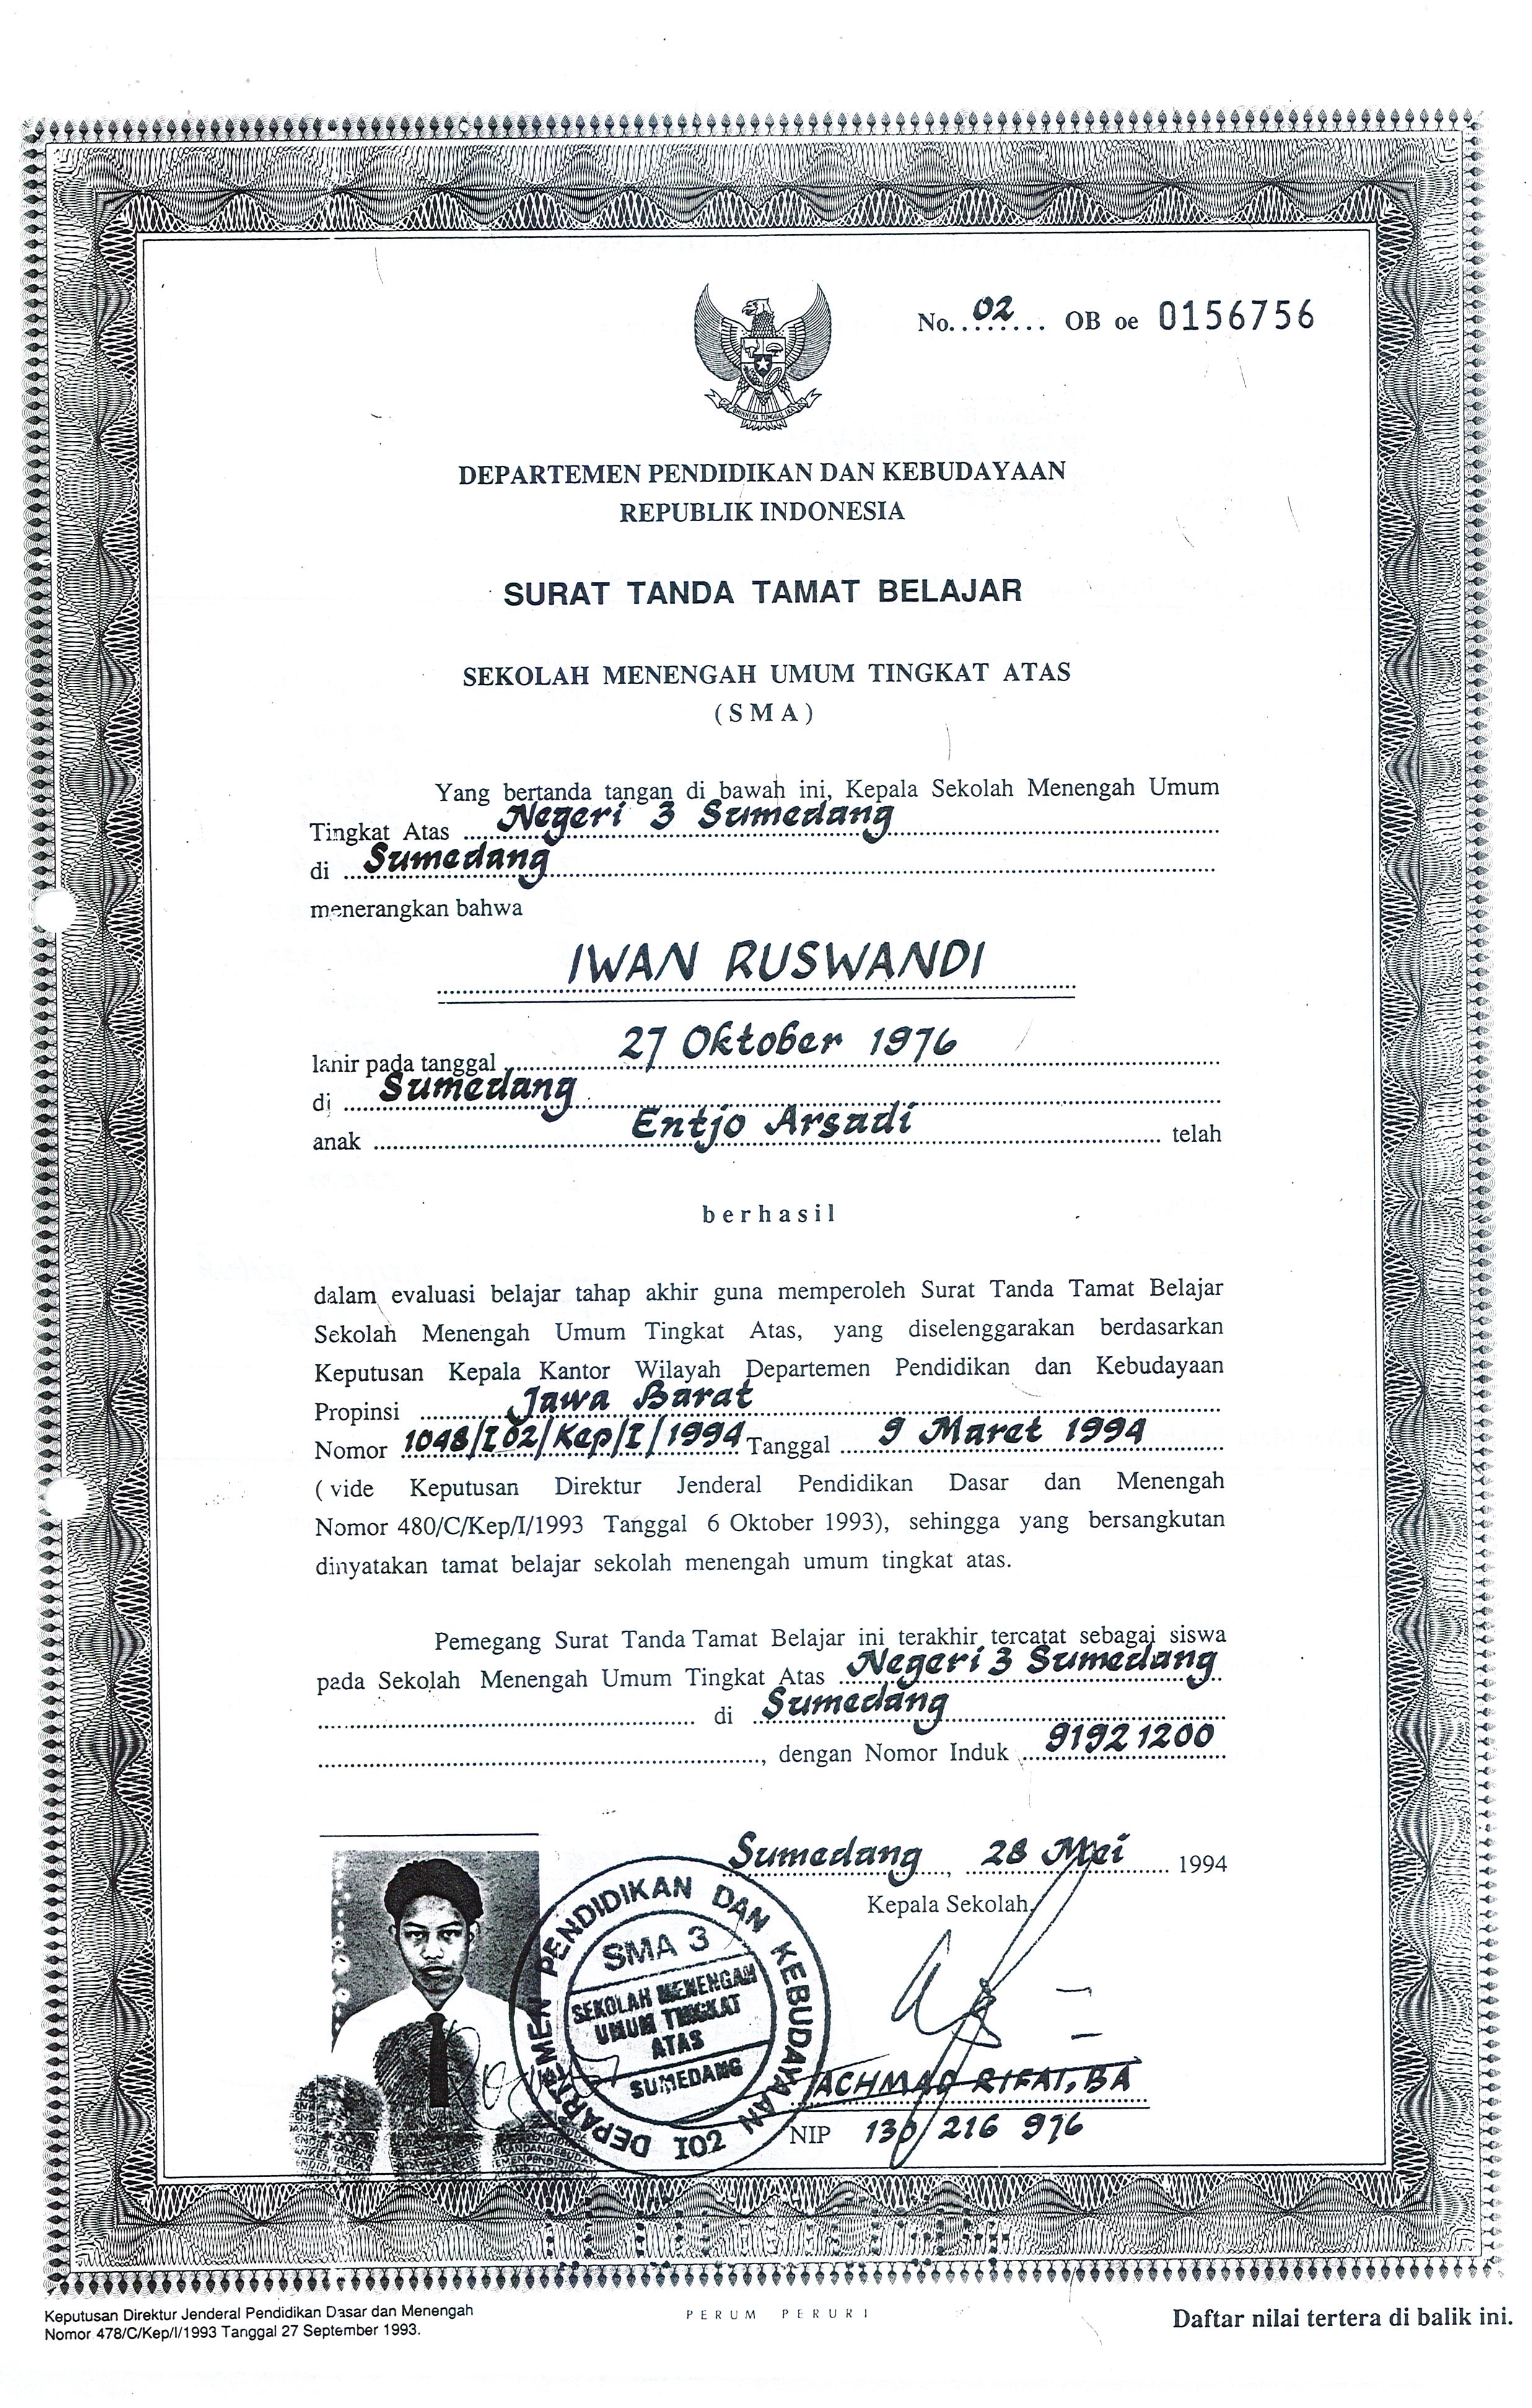 No. 02 OB oe 0156756
BHINNEKA TUNGGAL IKA
DEPARTEMEN PENDIDIKAN DAN KEBUDAYAAN
REPUBLIK INDONESIA
SURAT TANDA TAMAT BELAJAR
SEKOLAH MENENGAH UMUM TINGKAT ATAS
(SMA)
Yang bertanda tangan di bawah ini, Kepala Sekolah Menengah Umum
Tingkat Atas Negeri 3 Sumedang
di Sumedang
menerangkan bahwa
IWAN RUSWANDI
lahir pada tanggal 27 Oktober 1976
di Sumedang
anak Entjo Arsadi telah
berhasil
dalam evaluasi belajar tahap akhir guna memperoleh Surat Tanda Tamat Belajar
Sekolah Menengah Umum Tingkat Atas, yang diselenggarakan berdasarkan
Keputusan Kepala Kantor Wilayah Departemen Pendidikan dan Kebudayaan
Propinsi Jawa Barat
Nomor 1048/I02/Kep/I/1994 Tanggal 9 Maret 1994
(vide Keputusan Direktur Jenderal Pendidikan Dasar dan Menengah
Nomor 480/C/Kep/I/1993 Tanggal 6 Oktober 1993), sehingga yang bersangkutan
dinyatakan tamat belajar sekolah menengah umum tingkat atas.
Pemegang Surat Tanda Tamat Belajar ini terakhir tercatat sebagai siswa
pada Sekolah Menengah Umum Tingkat Atas Negeri 3 Sumedang
di Sumedang
, dengan Nomor Induk 91921200
Sumedang, 28 Mei 1994
Kepala Sekolah,
DEPARTEMEN PENDIDIKAN DAN KEBUDAYAAN
SMA 3
SEKOLAH MENENGAH
UMUM TINGKAT
ATAS
SUMEDANG
I02
ACHMAD RIFAI, BA
NIP 130 216 976
Keputusan Direktur Jenderal Pendidikan Dasar dan Menengah
Nomor 478/C/Kep/I/1993 Tanggal 27 September 1993.
PERUM PERURI
Daftar nilai tertera di balik ini.